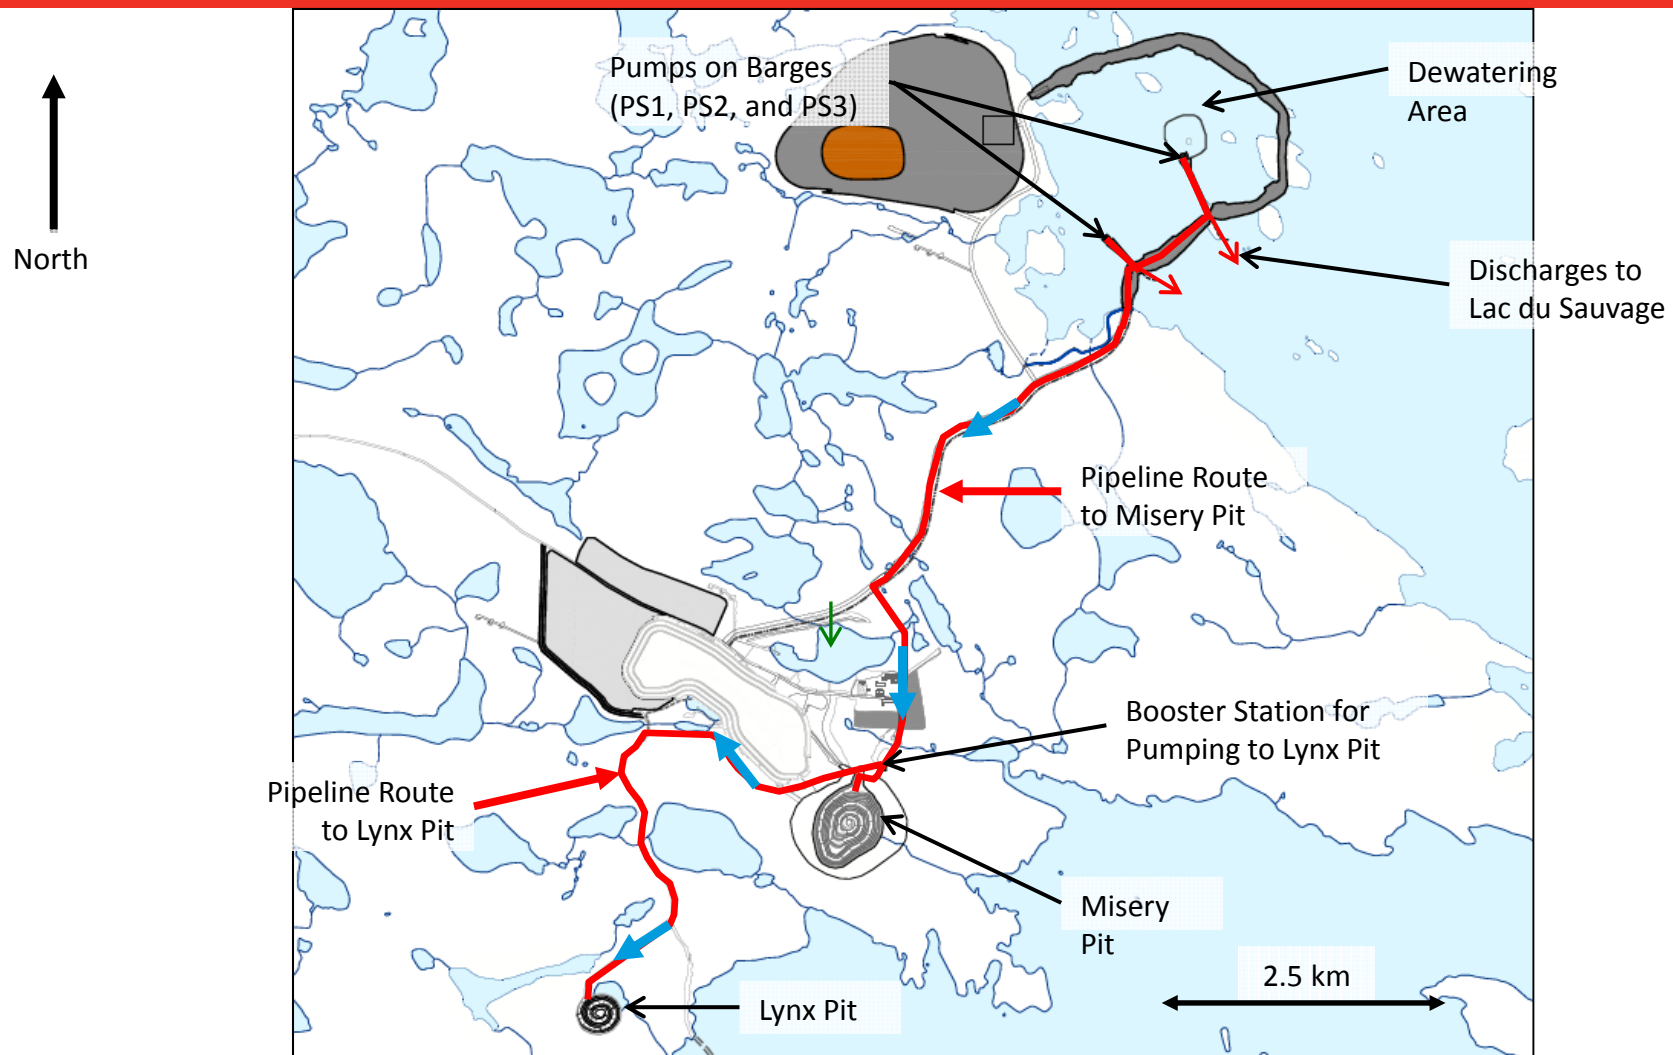 Pumps on Barges
(PS1, PS2, and PS3)
Dewatering
Area
North
Discharges to
Lac du Sauvage
Pipeline Route
to Misery Pit
Booster Station for
Pumping to Lynx Pit
Pipeline Route
to Lynx Pit
Misery
Pit
2.5 km
Lynx Pit